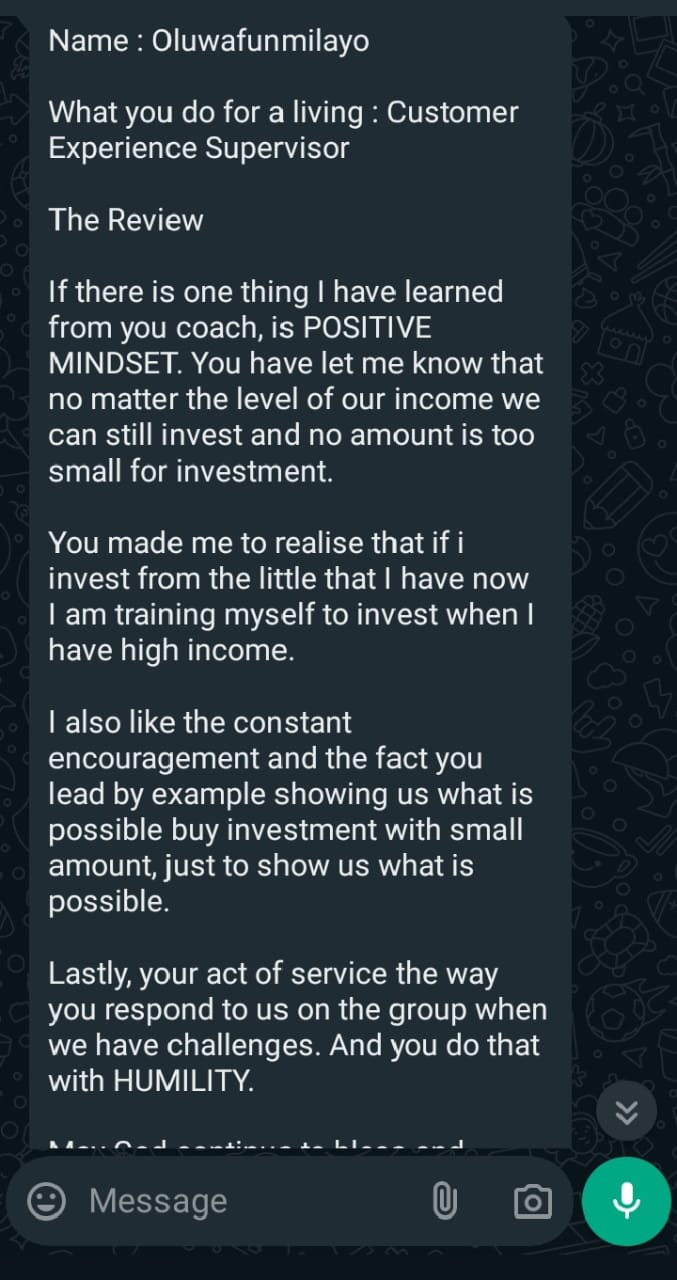 Name : Oluwafunmilayo
What you do for a living : Customer
Experience Supervisor
The Review
If there is one thing I have learned
from you coach, is POSITIVE
MINDSET. You have let me know that
no matter the level of our income we
can still invest and no amount is too
small for investment.
You made me to realise that if i
invest from the little that I have now
I am training myself to invest when I
have high income.
I also like the constant
encouragement and the fact you
lead by example showing us what is
possible buy investment with small
amount, just to show us what is
possible.
Lastly, your act of service the way
you respond to us on the group when
we have challenges. And you do that
with HUMILITY.
May God continue to bless and
Message